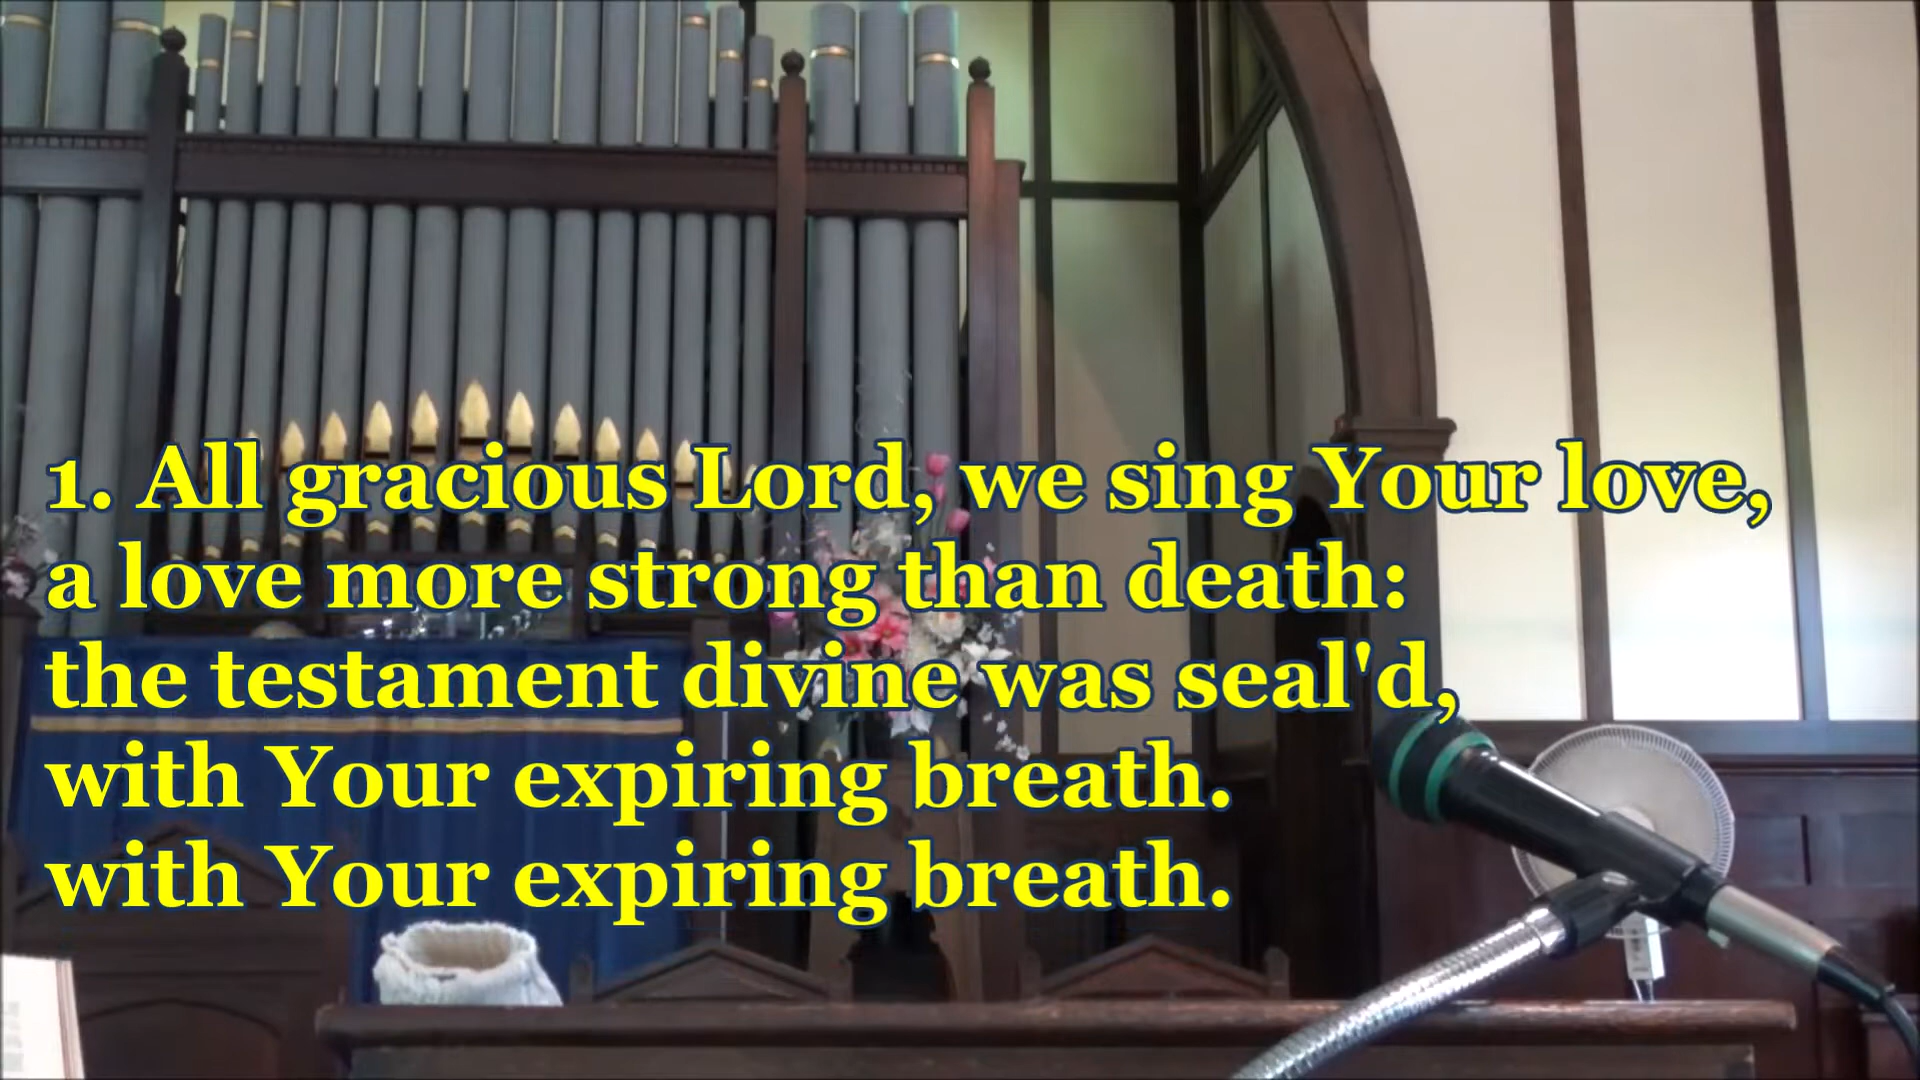 1. All gracious Lord, we sing Your love,
a love more strong than death:
the testament divine was seal'd,
with Your expiring breath.
with Your expiring breath.